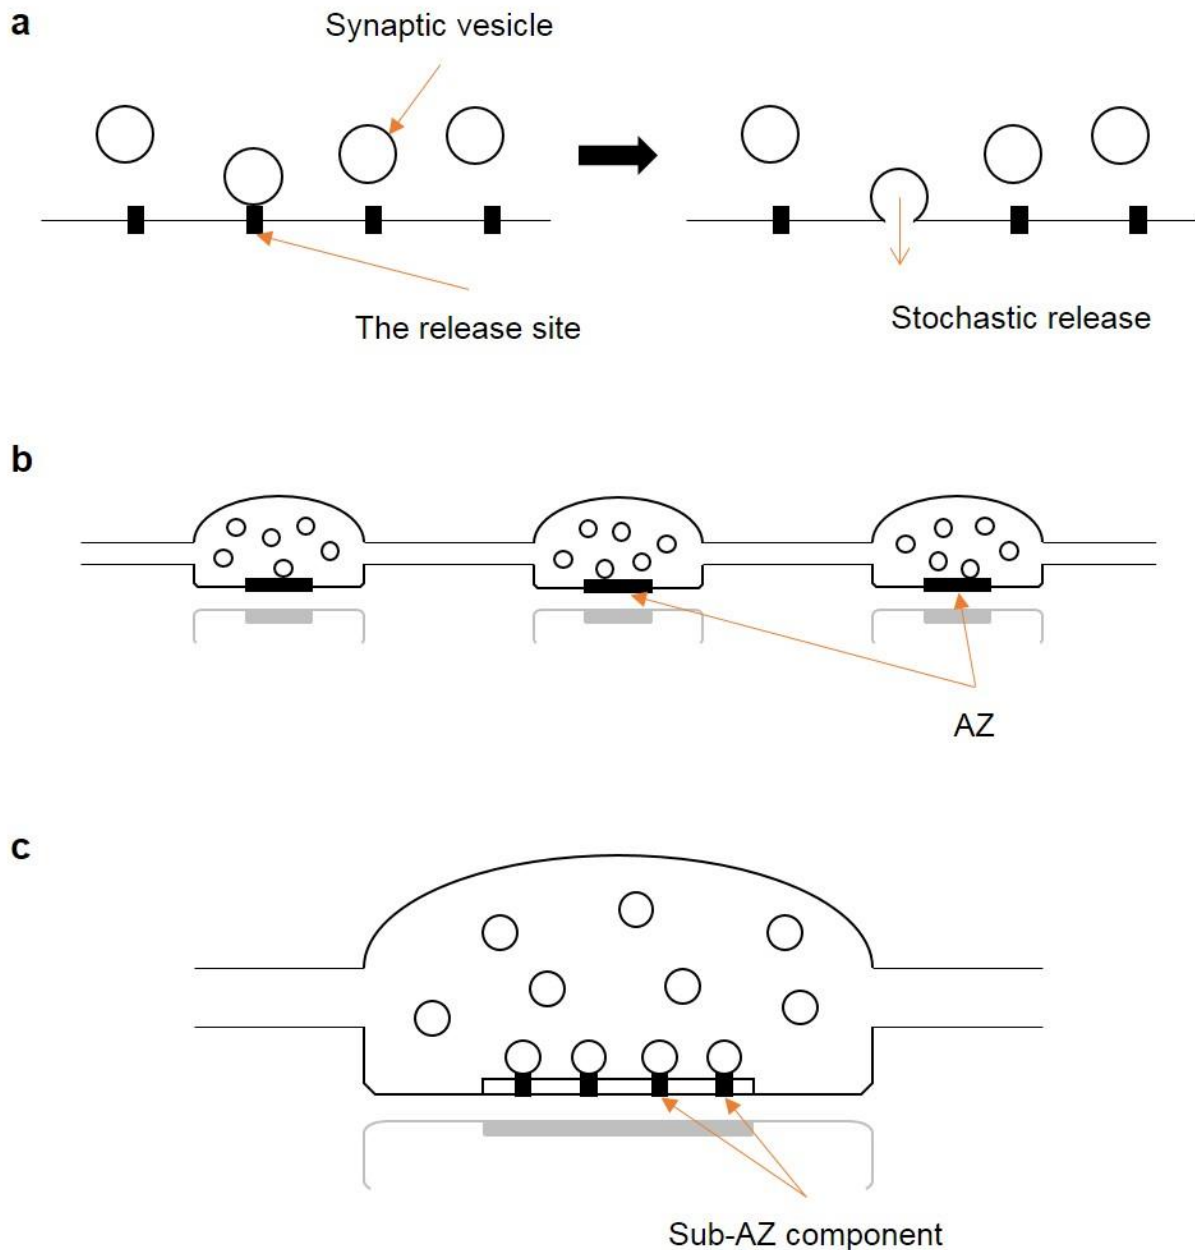 a
Synaptic vesicle
The release site
Stochastic release
b
AZ
c
Sub-AZ component